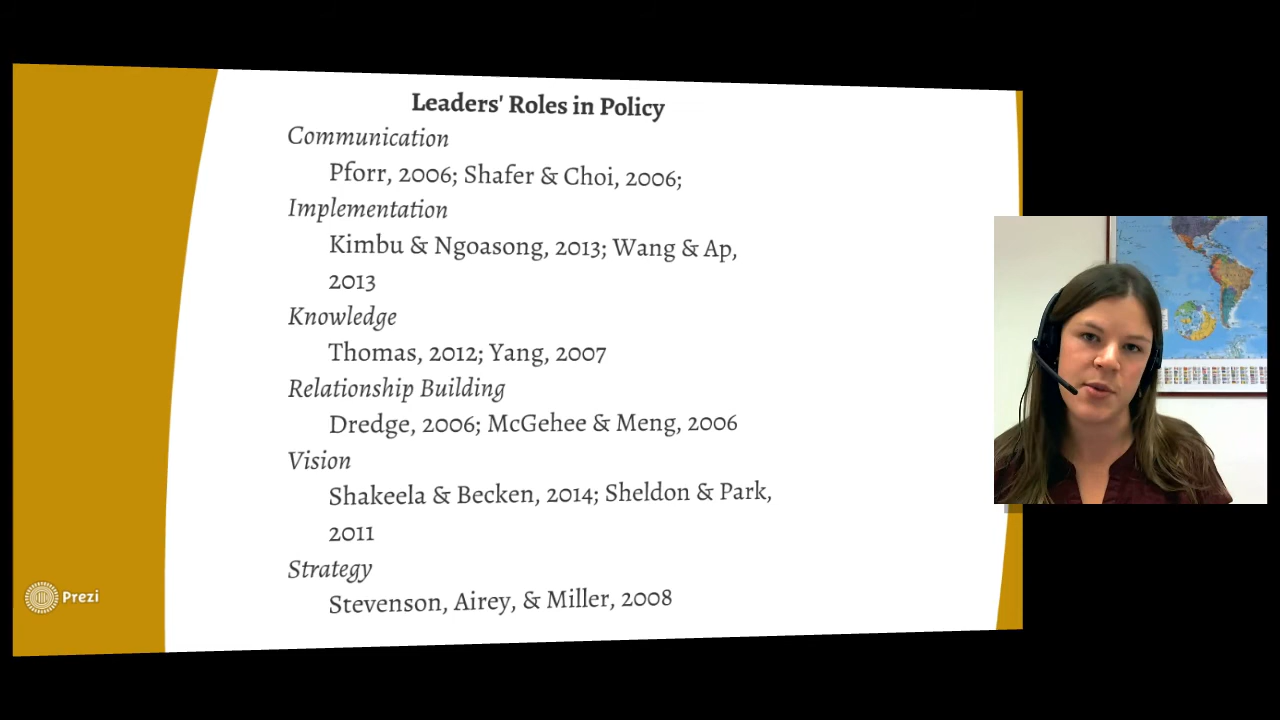 Leaders' Roles in Policy
Communication
Pforr, 2006; Shafer & Choi, 2006;
Implementation
Kimbu & Ngoasong, 2013; Wang & Ap,
2013
Knowledge
Thomas, 2012; Yang, 2007
Relationship Building
Dredge, 2006; McGehee & Meng, 2006
Vision
Shakeela & Becken, 2014; Sheldon & Park,
2011
Strategy
Stevenson, Airey, & Miller, 2008
Prezi